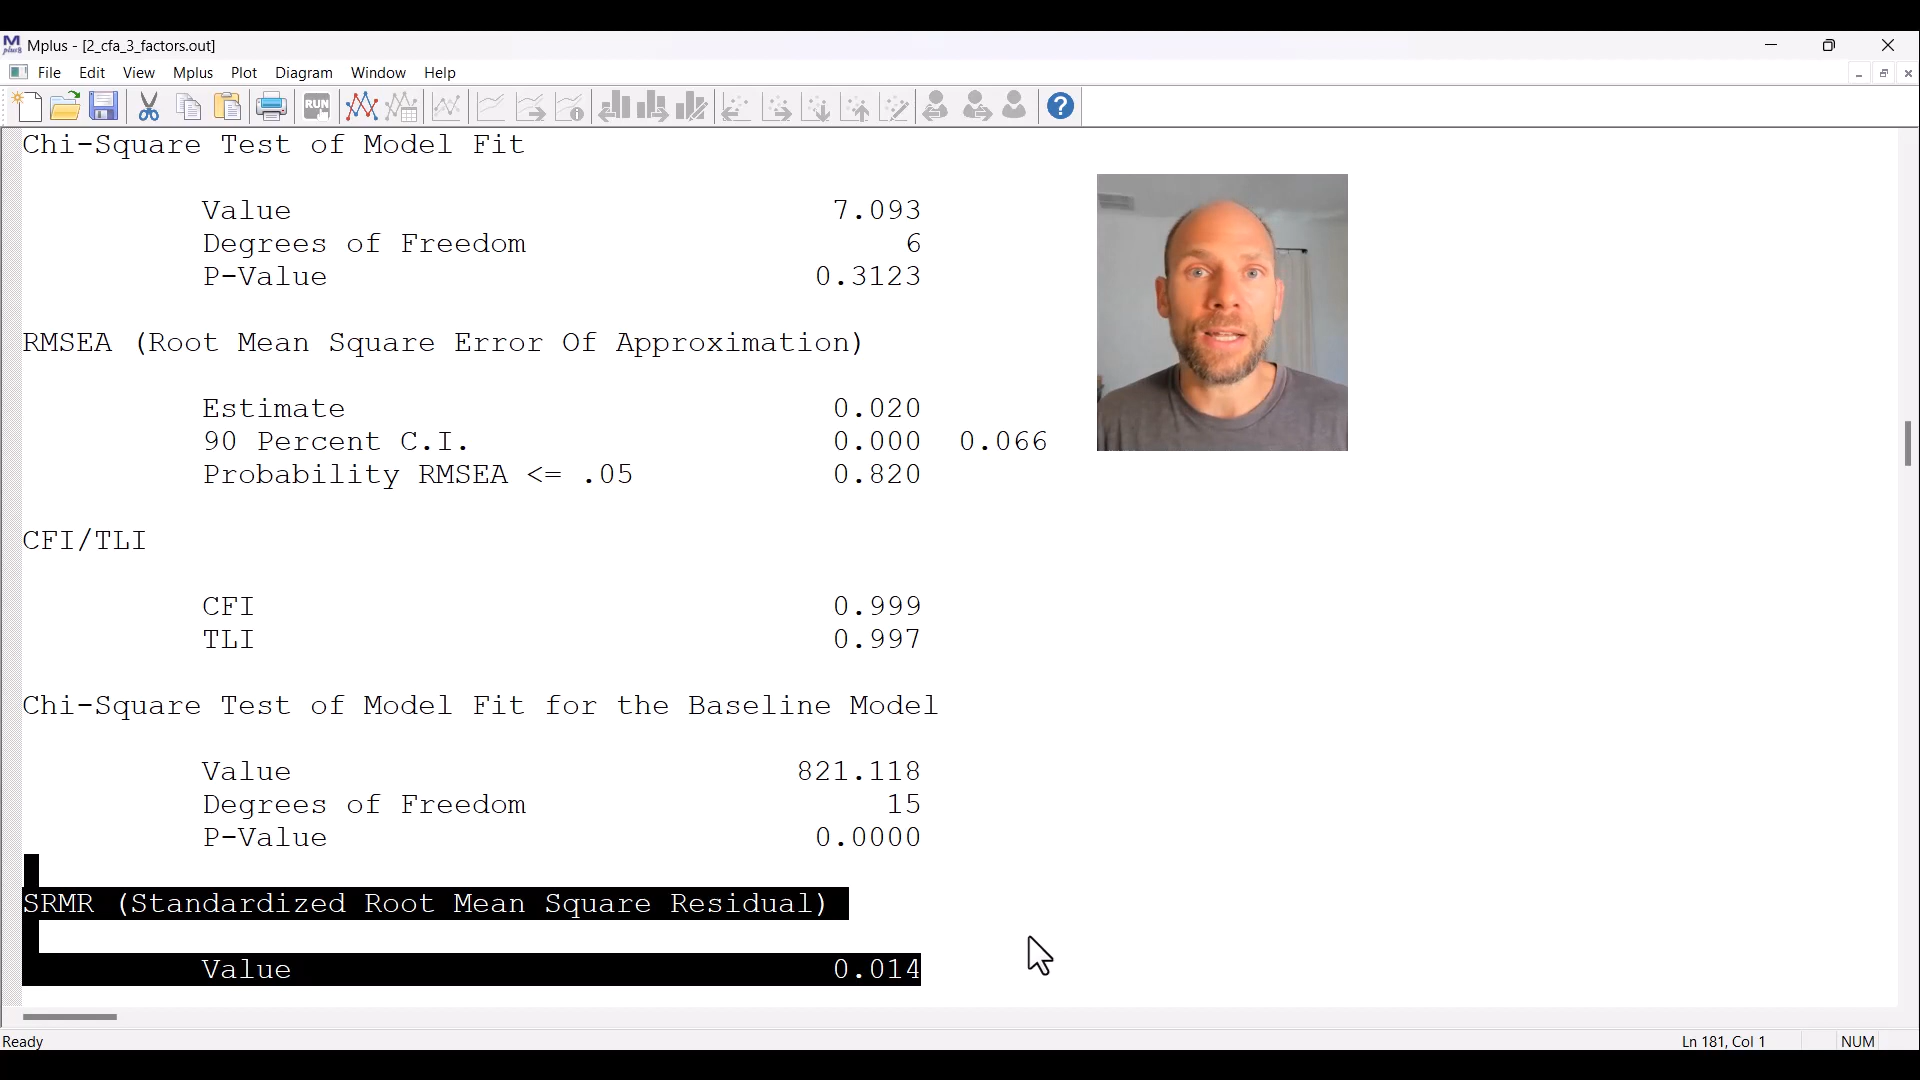 Mplus - [2_cfa_3_factors.out]
File Edit View Mplus Plot Diagram Window Help
RUN
Chi-Square Test of Model Fit
Value 7.093
Degrees of Freedom 6
P-Value 0.3123
RMSEA (Root Mean Square Error Of Approximation)
Estimate 0.020
90 Percent C.I. 0.000 0.066
Probability RMSEA <= .05 0.820
CFI/TLI
CFI 0.999
TLI 0.997
Chi-Square Test of Model Fit for the Baseline Model
Value 821.118
Degrees of Freedom 15
P-Value 0.0000
SRMR (Standardized Root Mean Square Residual)
Value 0.014
Ready Ln 181, Col 1 NUM